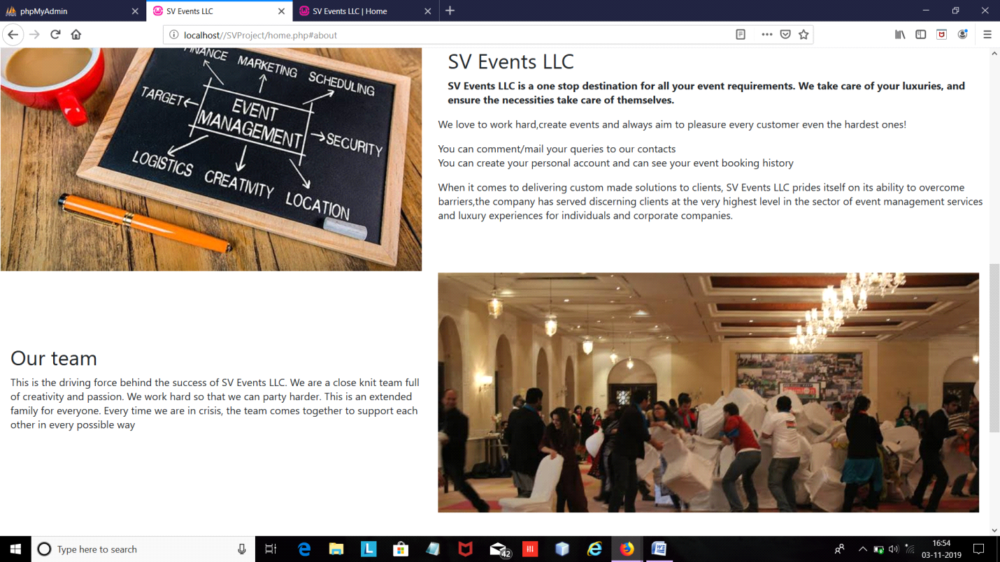 phpMyAdmin
SV Events LLC
SV Events LLC | Home
localhost//SVProject/home.php#about
FINANCE
MARKETING
SCHEDULING
TARGET
EVENT
MANAGEMENT
SECURITY
LOGISTICS
CREATIVITY
LOCATION
SV Events LLC
SV Events LLC is a one stop destination for all your event requirements. We take care of your luxuries, and
ensure the necessities take care of themselves.
We love to work hard,create events and always aim to pleasure every customer even the hardest ones!
You can comment/mail your queries to our contacts
You can create your personal account and can see your event booking history
When it comes to delivering custom made solutions to clients, SV Events LLC prides itself on its ability to overcome
barriers,the company has served discerning clients at the very highest level in the sector of event management services
and luxury experiences for individuals and corporate companies.
Our team
This is the driving force behind the success of SV Events LLC. We are a close knit team full
of creativity and passion. We work hard so that we can party harder. This is an extended
family for everyone. Every time we are in crisis, the team comes together to support each
other in every possible way
Type here to search
L
42
16:54
03-11-2019